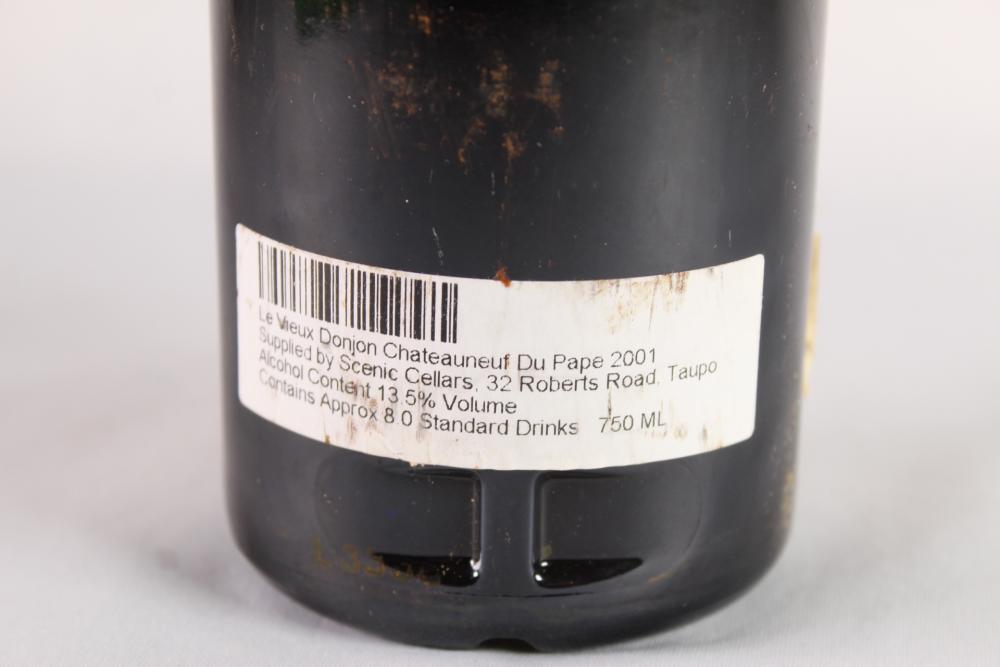 Le Vieux Donjon Chateauneuf Du Pape 2001
Supplied by Scenic Cellars, 32 Roberts Road, Taupo
Alcohol Content 13.5% Volume
Contains Approx 8.0 Standard Drinks 750 ML